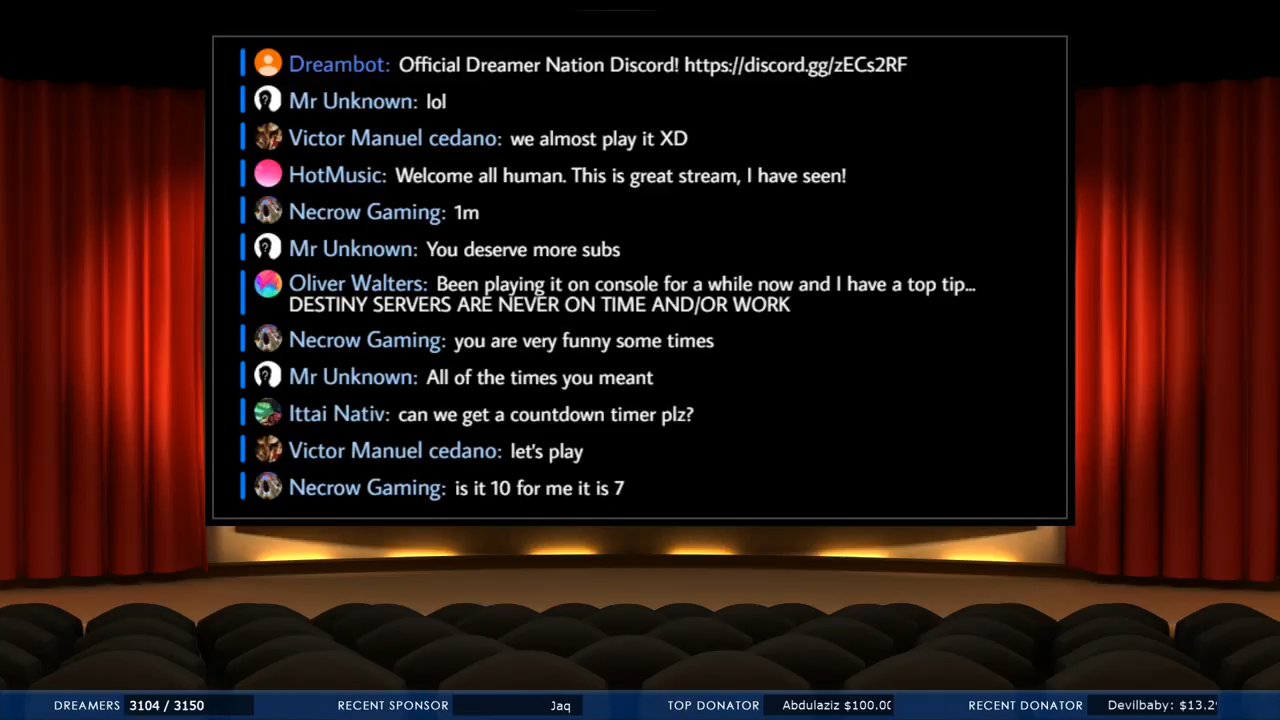 Dreambot: Official Dreamer Nation Discord! https://discord.gg/zECs2RF
Mr Unknown: lol
Victor Manuel cedano: we almost play it XD
HotMusic: Welcome all human. This is great stream, I have seen!
Necrow Gaming: 1m
Mr Unknown: You deserve more subs
Oliver Walters: Been playing it on console for a while now and I have a top tip...
DESTINY SERVERS ARE NEVER ON TIME AND/OR WORK
Necrow Gaming: you are very funny some times
Mr Unknown: All of the times you meant
Ittai Nativ: can we get a countdown timer plz?
Victor Manuel cedano: let's play
Necrow Gaming: is it 10 for me it is 7
DREAMERS 3104 / 3150 RECENT SPONSOR Jaq TOP DONATOR Abdulaziz $100.00 RECENT DONATOR Devilbaby: $13.2